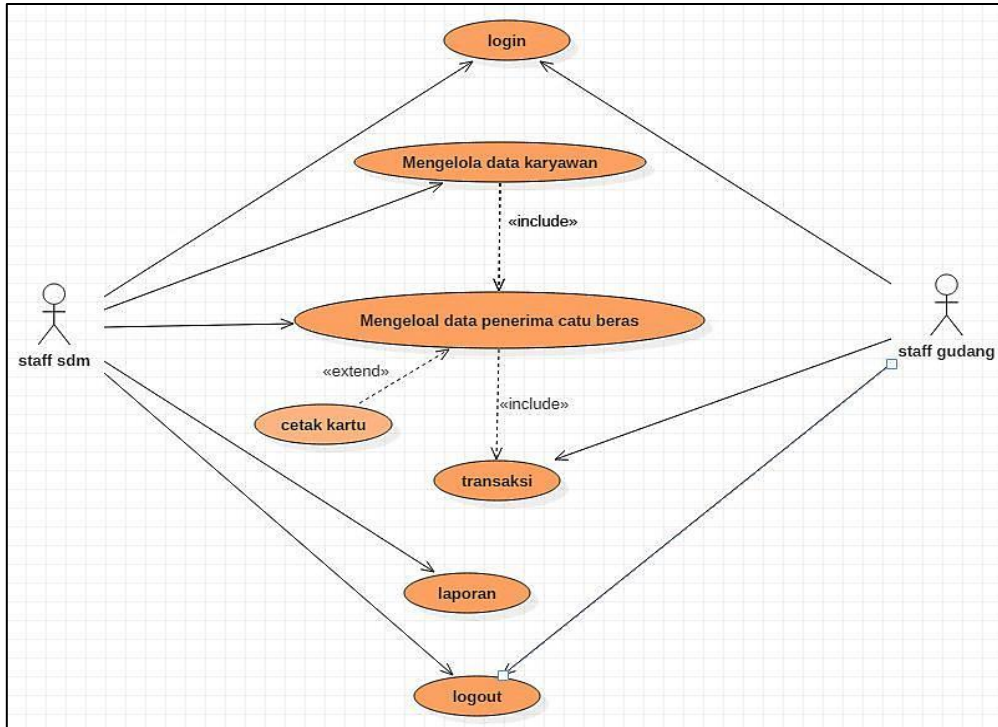 login
Mengelola data karyawan
«include»
Mengeloal data penerima catu beras
staff sdm
staff gudang
«extend»
«include»
cetak kartu
transaksi
laporan
logout